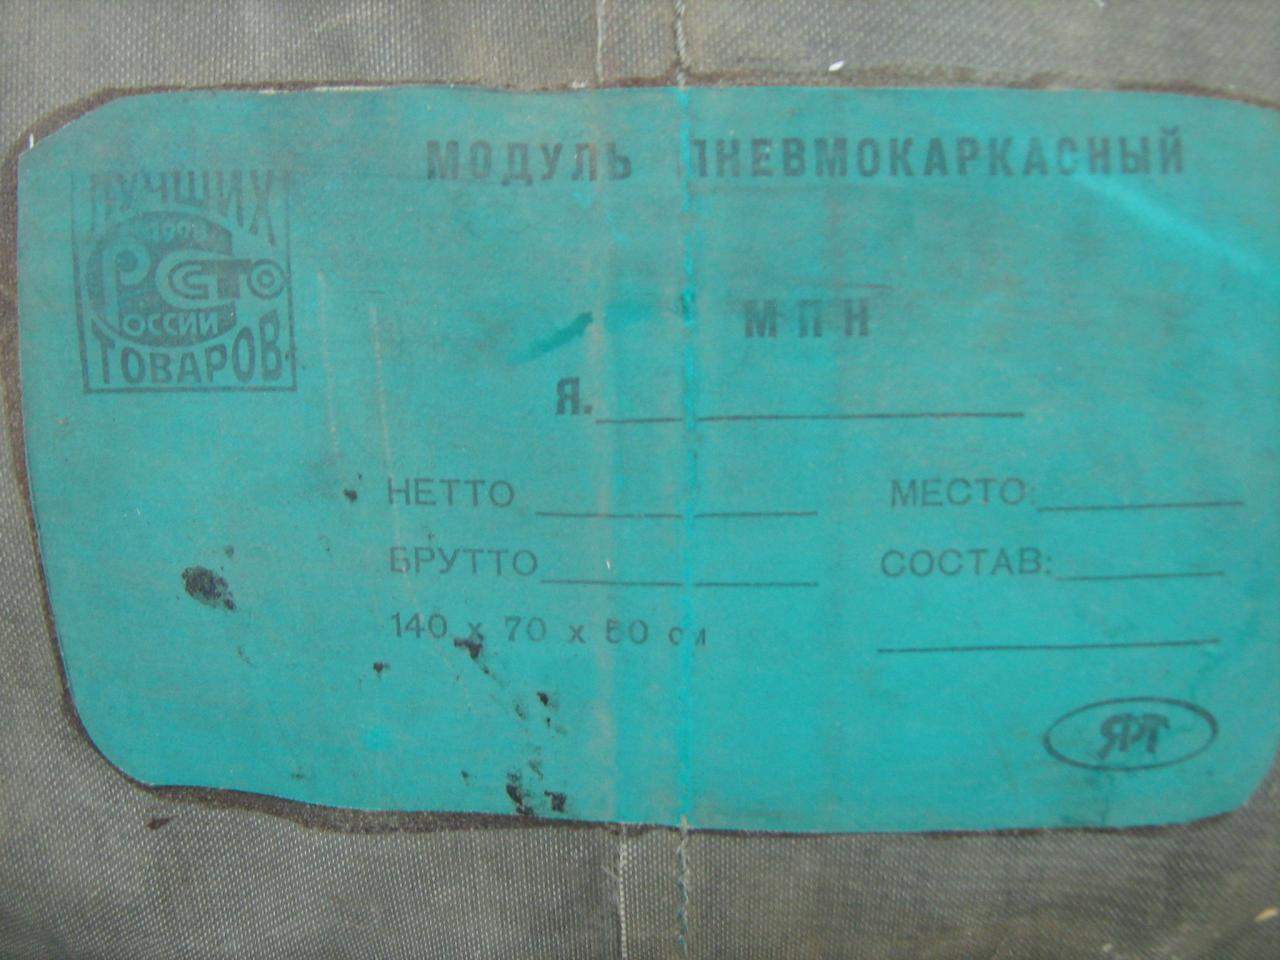 МОДУЛЬ ПНЕВМОКАРКАСНЫЙ
ЛУЧШИХ
1998
РОССИИ
СТО
ТОВАРОВ
МПН
Я.
НЕТТО
МЕСТО:
БРУТТО
СОСТАВ:
140 х 70 х 60 см
ЯРТ